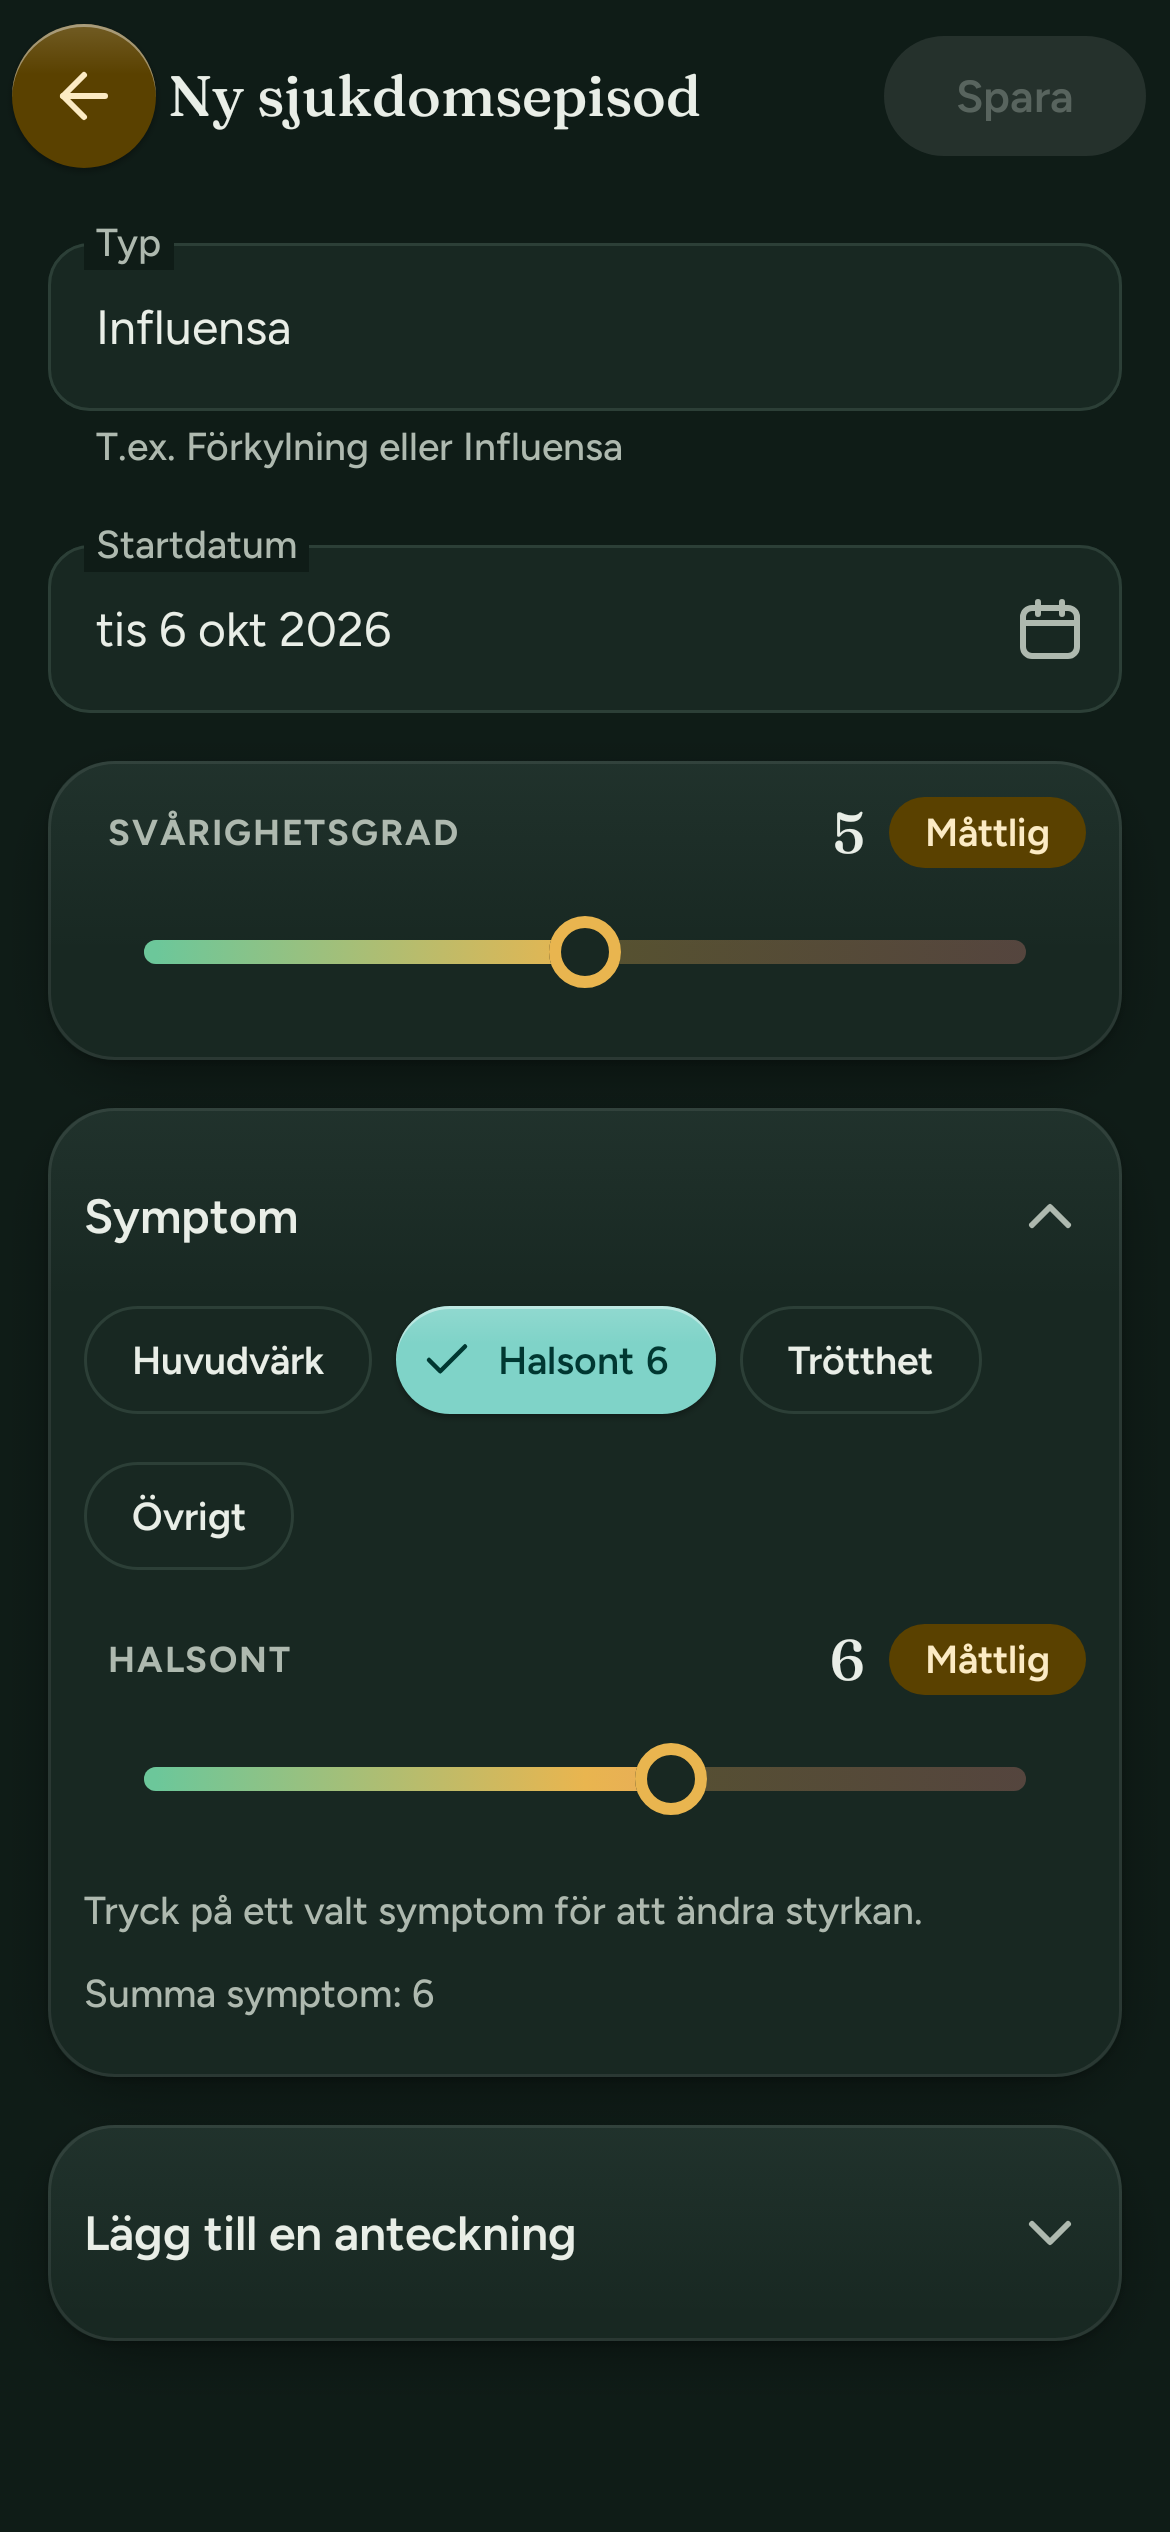 Ny sjukdomsepisod
Spara
Typ
Influensa
T.ex. Förkylning eller Influensa
Startdatum
tis 6 okt 2026
SVÅRIGHETSGRAD
5 Måttlig
Symptom
Huvudvärk
Halsont 6
Trötthet
Övrigt
HALSONT
6 Måttlig
Tryck på ett valt symptom för att ändra styrkan.
Summa symptom: 6
Lägg till en anteckning